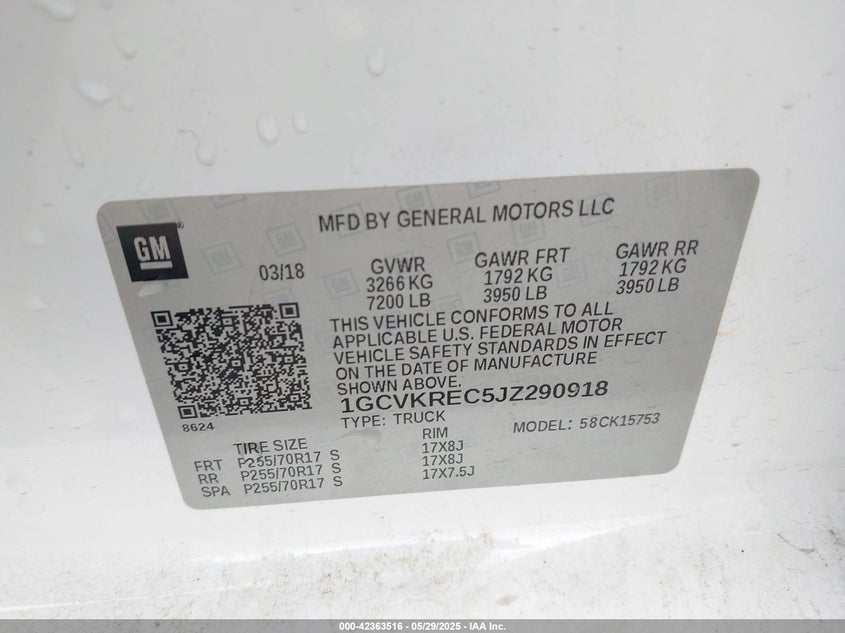 MFD BY GENERAL MOTORS LLC
GM®
03/18
GVWR
3266 KG
7200 LB
GAWR FRT
1792 KG
3950 LB
GAWR RR
1792 KG
3950 LB
THIS VEHICLE CONFORMS TO ALL
APPLICABLE U.S. FEDERAL MOTOR
VEHICLE SAFETY STANDARDS IN EFFECT
ON THE DATE OF MANUFACTURE
SHOWN ABOVE.
1GCVKREC5JZ290918
8624
TYPE: TRUCK
MODEL: 58CK15753
TIRE SIZE RIM
FRT P255/70R17 S 17X8J
RR P255/70R17 S 17X8J
SPA P255/70R17 S 17X7.5J
000-42363516 - 05/29/2025 - IAA Inc.